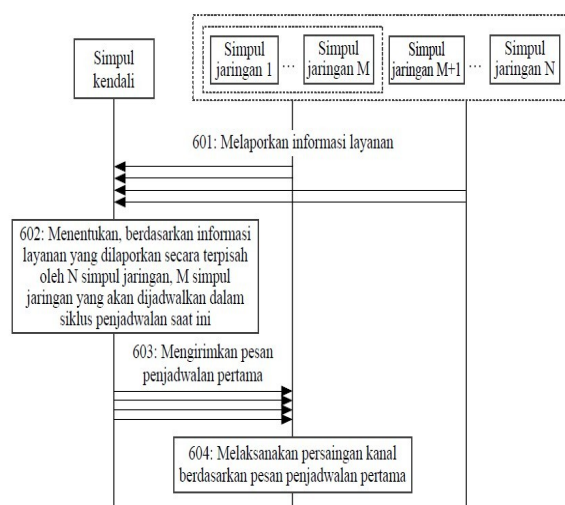 Simpul
kendali
Simpul
jaringan 1
...
Simpul
jaringan M
Simpul
jaringan M+1
...
Simpul
jaringan N
601: Melaporkan informasi layanan
602: Menentukan, berdasarkan informasi
layanan yang dilaporkan secara terpisah
oleh N simpul jaringan, M simpul
jaringan yang akan dijadwalkan dalam
siklus penjadwalan saat ini
603: Mengirimkan pesan
penjadwalan pertama
604: Melaksanakan persaingan kanal
berdasarkan pesan penjadwalan pertama